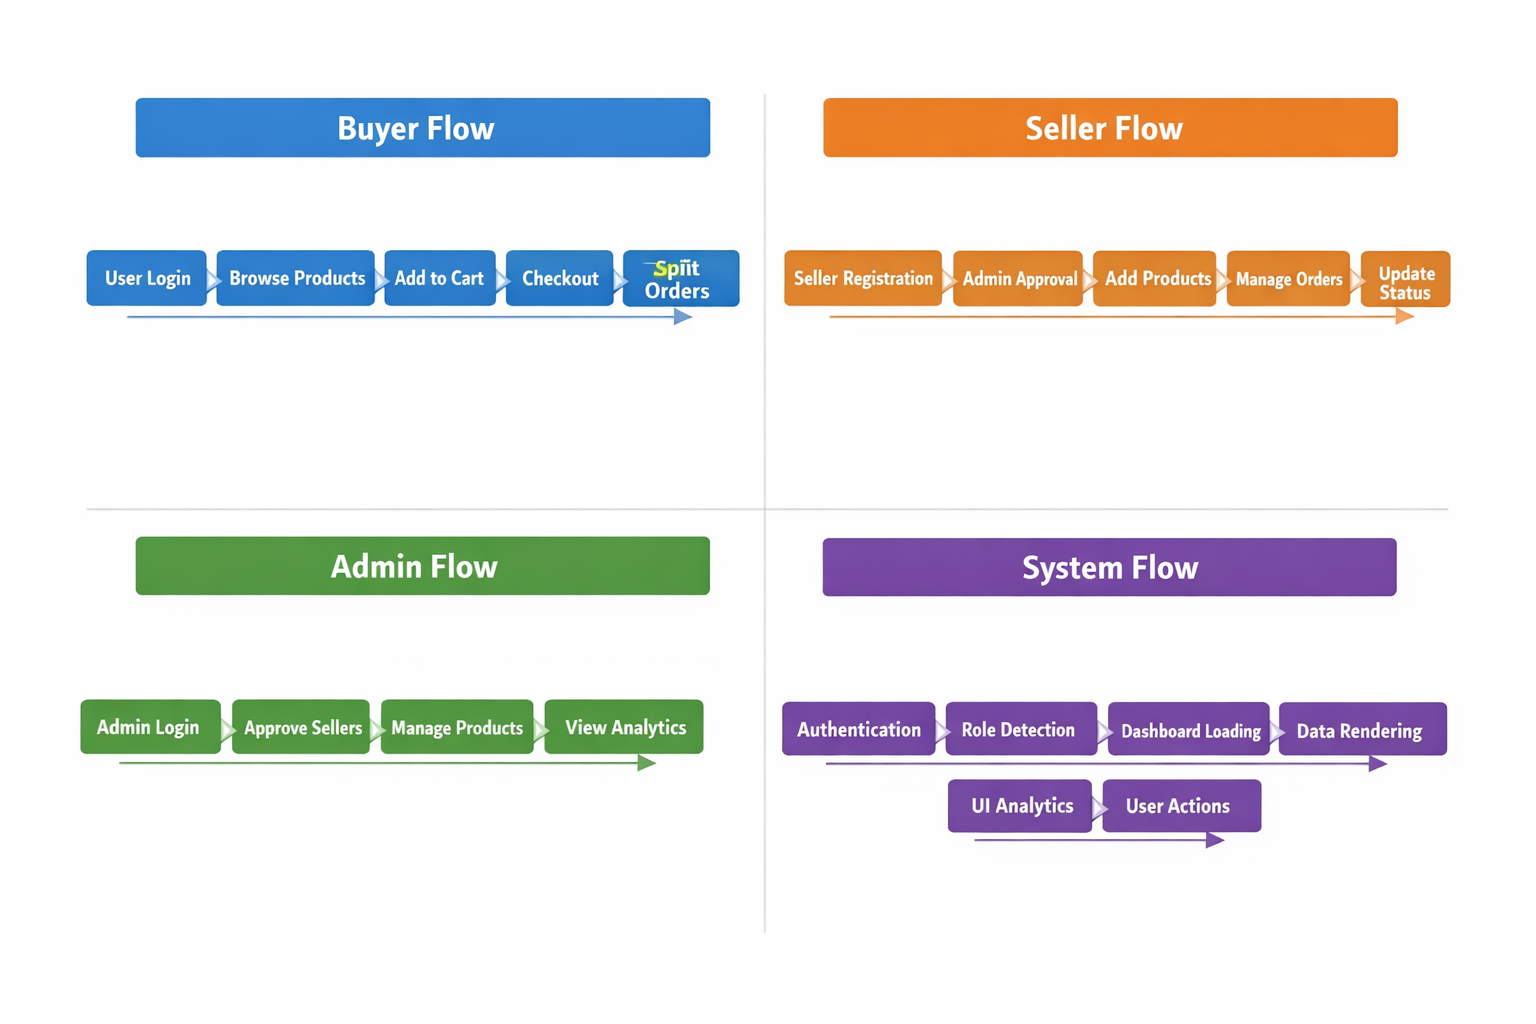 Buyer Flow
User Login
Browse Products
Add to Cart
Checkout
Split
Orders
Seller Flow
Seller Registration
Admin Approval
Add Products
Manage Orders
Update
Status
Admin Flow
Admin Login
Approve Sellers
Manage Products
View Analytics
System Flow
Authentication
Role Detection
Dashboard Loading
Data Rendering
UI Analytics
User Actions